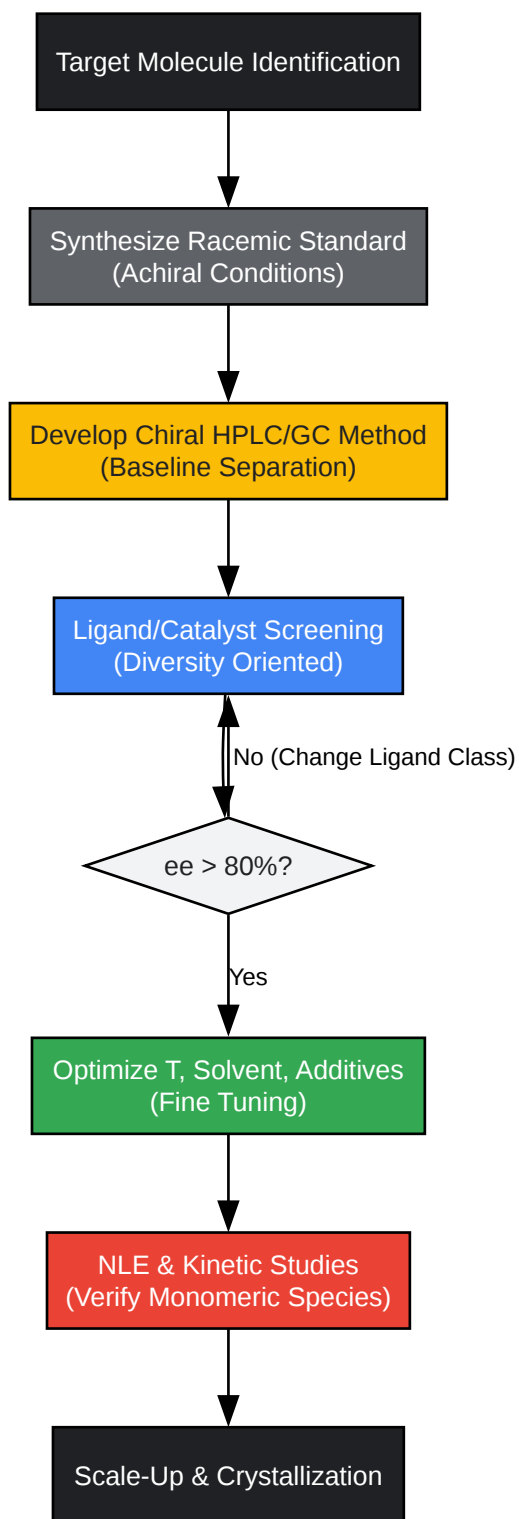 Target Molecule Identification
Synthesize Racemic Standard
(Achiral Conditions)
Develop Chiral HPLC/GC Method
(Baseline Separation)
Ligand/Catalyst Screening
(Diversity Oriented)
No (Change Ligand Class)
ee > 80%?
Yes
Optimize T, Solvent, Additives
(Fine Tuning)
NLE & Kinetic Studies
(Verify Monomeric Species)
Scale-Up & Crystallization